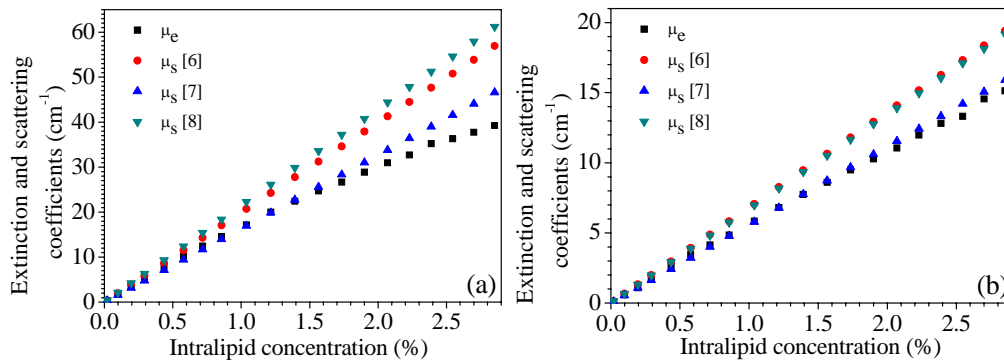 Extinction and scattering
coefficients (cm⁻¹)
60
50
40
30
20
10
0
μe
μs [6]
μs [7]
μs [8]
(a)
0.0 0.5 1.0 1.5 2.0 2.5
Intralipid concentration (%)
Extinction and scattering
coefficients (cm⁻¹)
20
15
10
5
0
μe
μs [6]
μs [7]
μs [8]
(b)
0.0 0.5 1.0 1.5 2.0 2.5
Intralipid concentration (%)